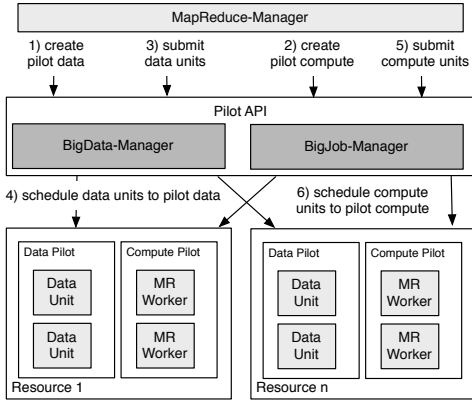 MapReduce-Manager
1) create
pilot data
3) submit
data units
2) create
pilot compute
5) submit
compute units
Pilot API
BigData-Manager
BigJob-Manager
4) schedule data units to pilot data
6) schedule compute
units to pilot compute
Data Pilot
Data
Unit
Data
Unit
Compute Pilot
MR
Worker
MR
Worker
Resource 1
Data Pilot
Data
Unit
Data
Unit
Compute Pilot
MR
Worker
MR
Worker
Resource n